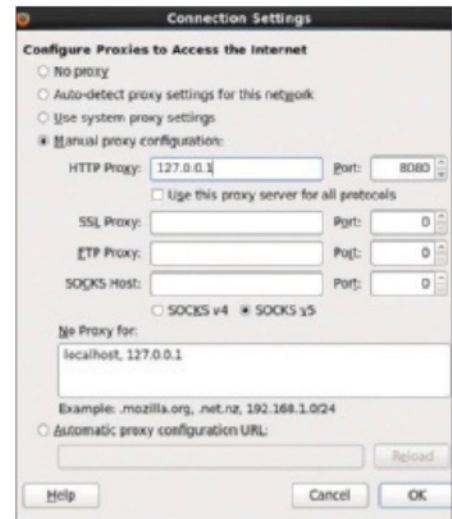 Connection Settings
Configure Proxies to Access the Internet
No proxy
Auto-detect proxy settings for this network
Use system proxy settings
Manual proxy configuration:
HTTP Proxy: 127.0.0.1 Port: 8080
Use this proxy server for all protocols
SSL Proxy: Port: 0
FTP Proxy: Port: 0
SOCKS Host: Port: 0
SOCKS v4 SOCKS v5
No Proxy for:
localhost, 127.0.0.1
Example: .mozilla.org, .net.nz, 192.168.1.0/24
Automatic proxy configuration URL:
Reload
Help Cancel OK